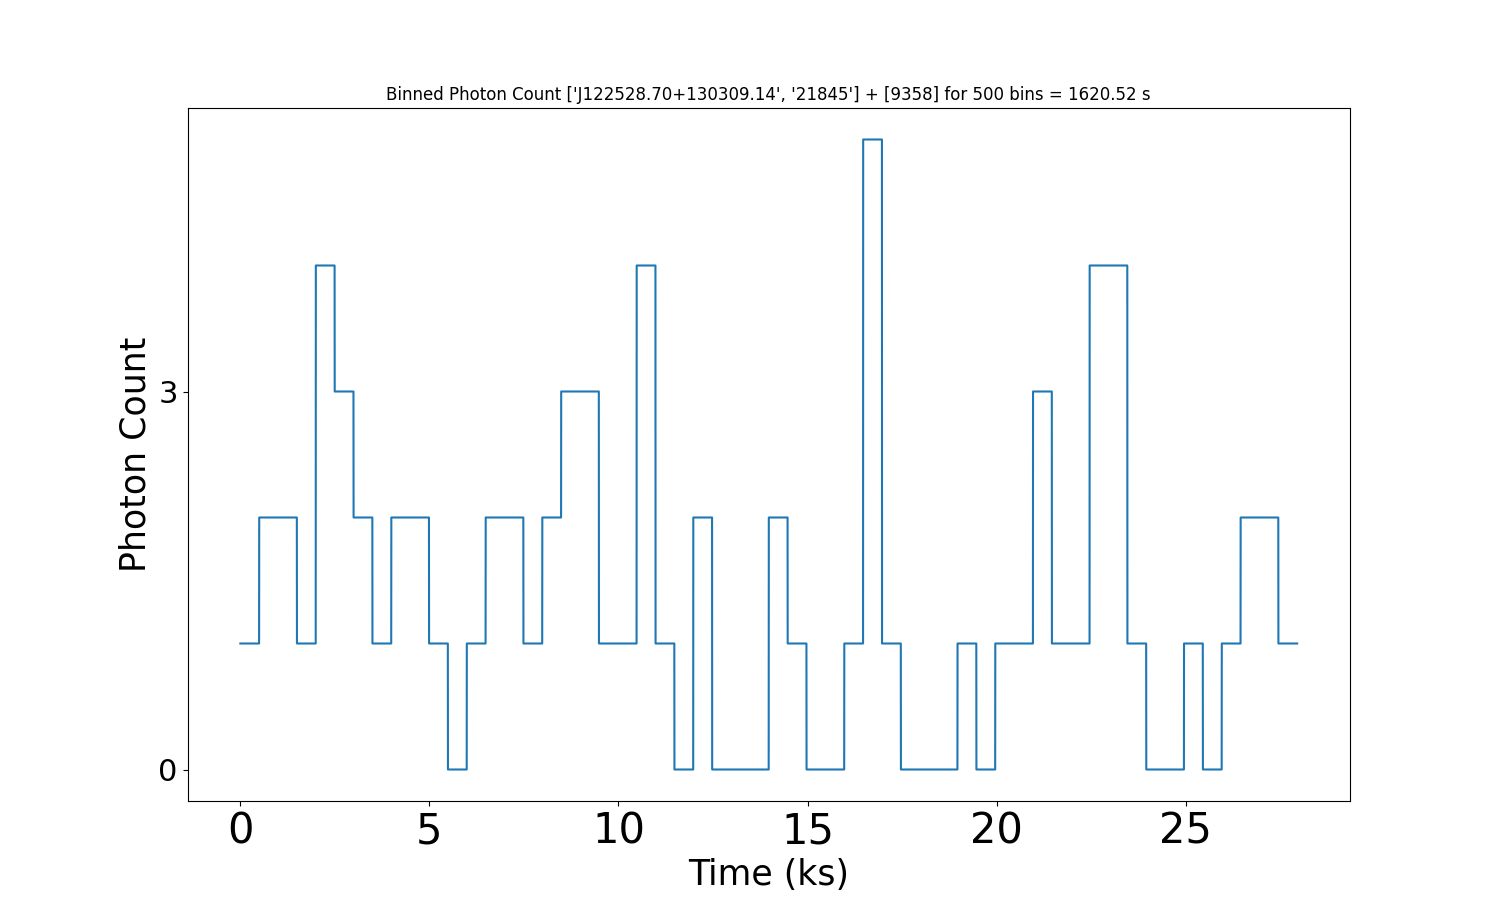 Binned Photon Count ['J122528.70+130309.14', '21845'] + [9358] for 500 bins = 1620.52 s
Photon Count
3
0
0 5 10 15 20 25
Time (ks)